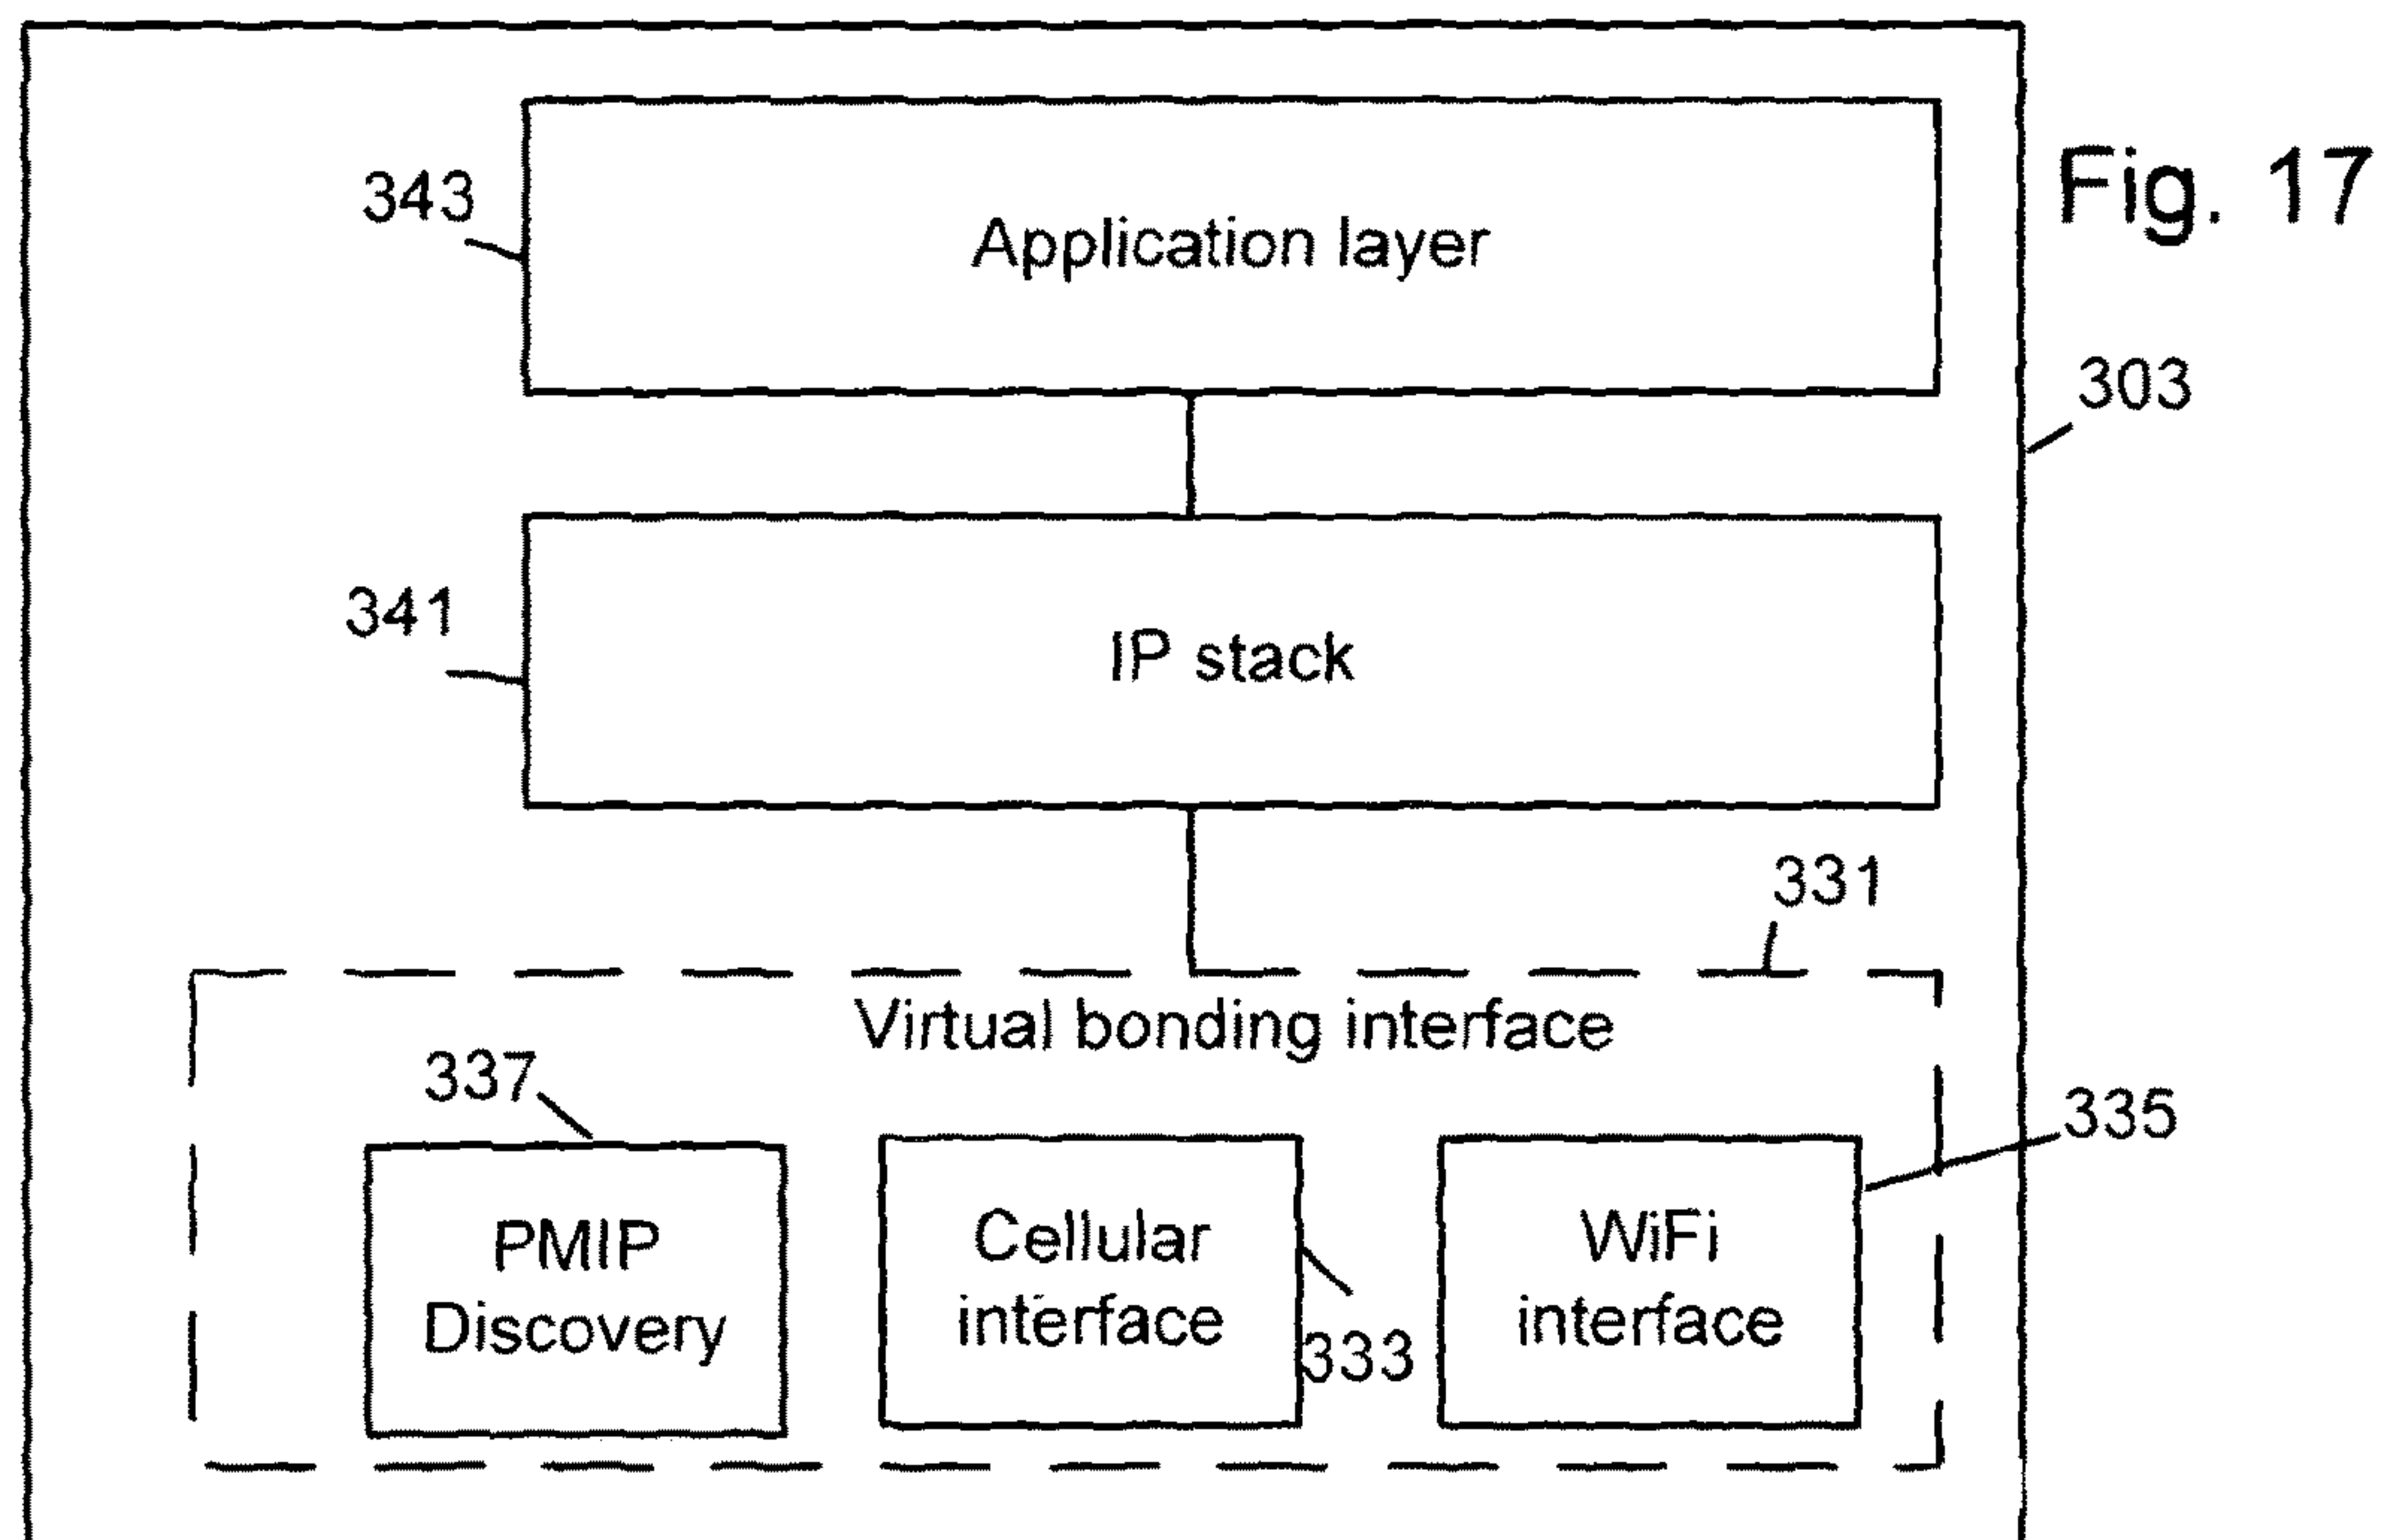 Fig. 17
343
Application layer
303
341
IP stack
331
Virtual bonding interface
337
335
PMIP
Discovery
Cellular
interface
333
WiFi
interface